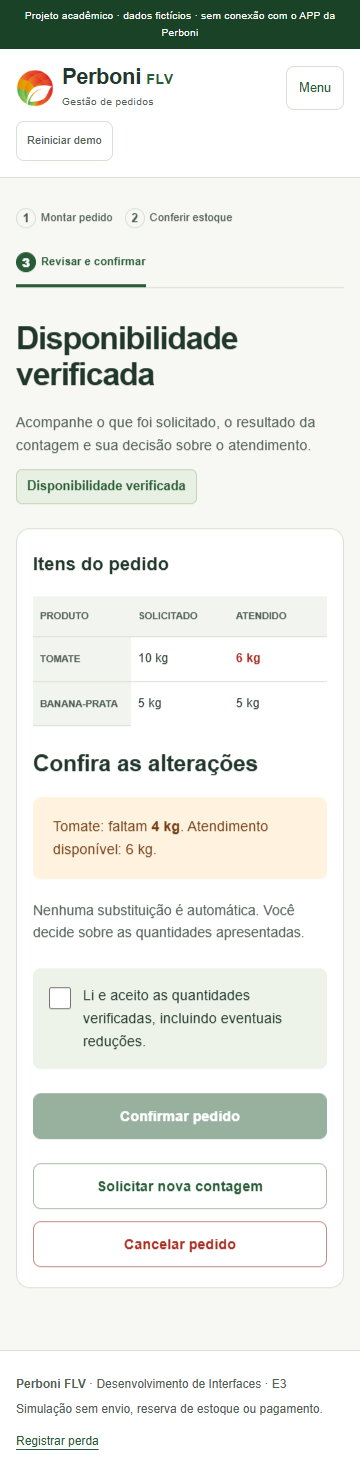 Projeto acadêmico · dados fictícios · sem conexão com o APP da
Perboni
Perboni FLV
Gestão de pedidos
Menu
Reiniciar demo
1 Montar pedido
2 Conferir estoque
3 Revisar e confirmar
Disponibilidade
verificada
Acompanhe o que foi solicitado, o resultado da
contagem e sua decisão sobre o atendimento.
Disponibilidade verificada
Itens do pedido
PRODUTO SOLICITADO ATENDIDO
TOMATE 10 kg 6 kg
BANANA-PRATA 5 kg 5 kg
Confira as alterações
Tomate: faltam 4 kg. Atendimento
disponível: 6 kg.
Nenhuma substituição é automática. Você
decide sobre as quantidades apresentadas.
Li e aceito as quantidades
verificadas, incluindo eventuais
reduções.
Confirmar pedido
Solicitar nova contagem
Cancelar pedido
Perboni FLV · Desenvolvimento de Interfaces · E3
Simulação sem envio, reserva de estoque ou pagamento.
Registrar perda